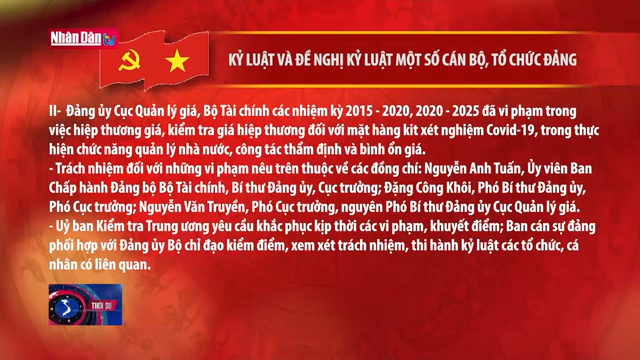 Nhân Dân tv
KỶ LUẬT VÀ ĐỀ NGHỊ KỶ LUẬT MỘT SỐ CÁN BỘ, TỔ CHỨC ĐẢNG
II- Đảng ủy Cục Quản lý giá, Bộ Tài chính các nhiệm kỳ 2015 - 2020, 2020 - 2025 đã vi phạm trong
việc hiệp thương giá, kiểm tra giá hiệp thương đối với mặt hàng kit xét nghiệm Covid-19, trong thực
hiện chức năng quản lý nhà nước, công tác thẩm định và bình ổn giá.
- Trách nhiệm đối với những vi phạm nêu trên thuộc về các đồng chí: Nguyễn Anh Tuấn, Ủy viên Ban
Chấp hành Đảng bộ Bộ Tài chính, Bí thư Đảng ủy, Cục trưởng; Đặng Công Khôi, Phó Bí thư Đảng ủy,
Phó Cục trưởng; Nguyễn Văn Truyền, Phó Cục trưởng, nguyên Phó Bí thư Đảng ủy Cục Quản lý giá.
- Uỷ ban Kiểm tra Trung ương yêu cầu khắc phục kịp thời các vi phạm, khuyết điểm; Ban cán sự đảng
phối hợp với Đảng ủy Bộ chỉ đạo kiểm điểm, xem xét trách nhiệm, thi hành kỷ luật các tổ chức, cá
nhân có liên quan.
THỜI SỰ